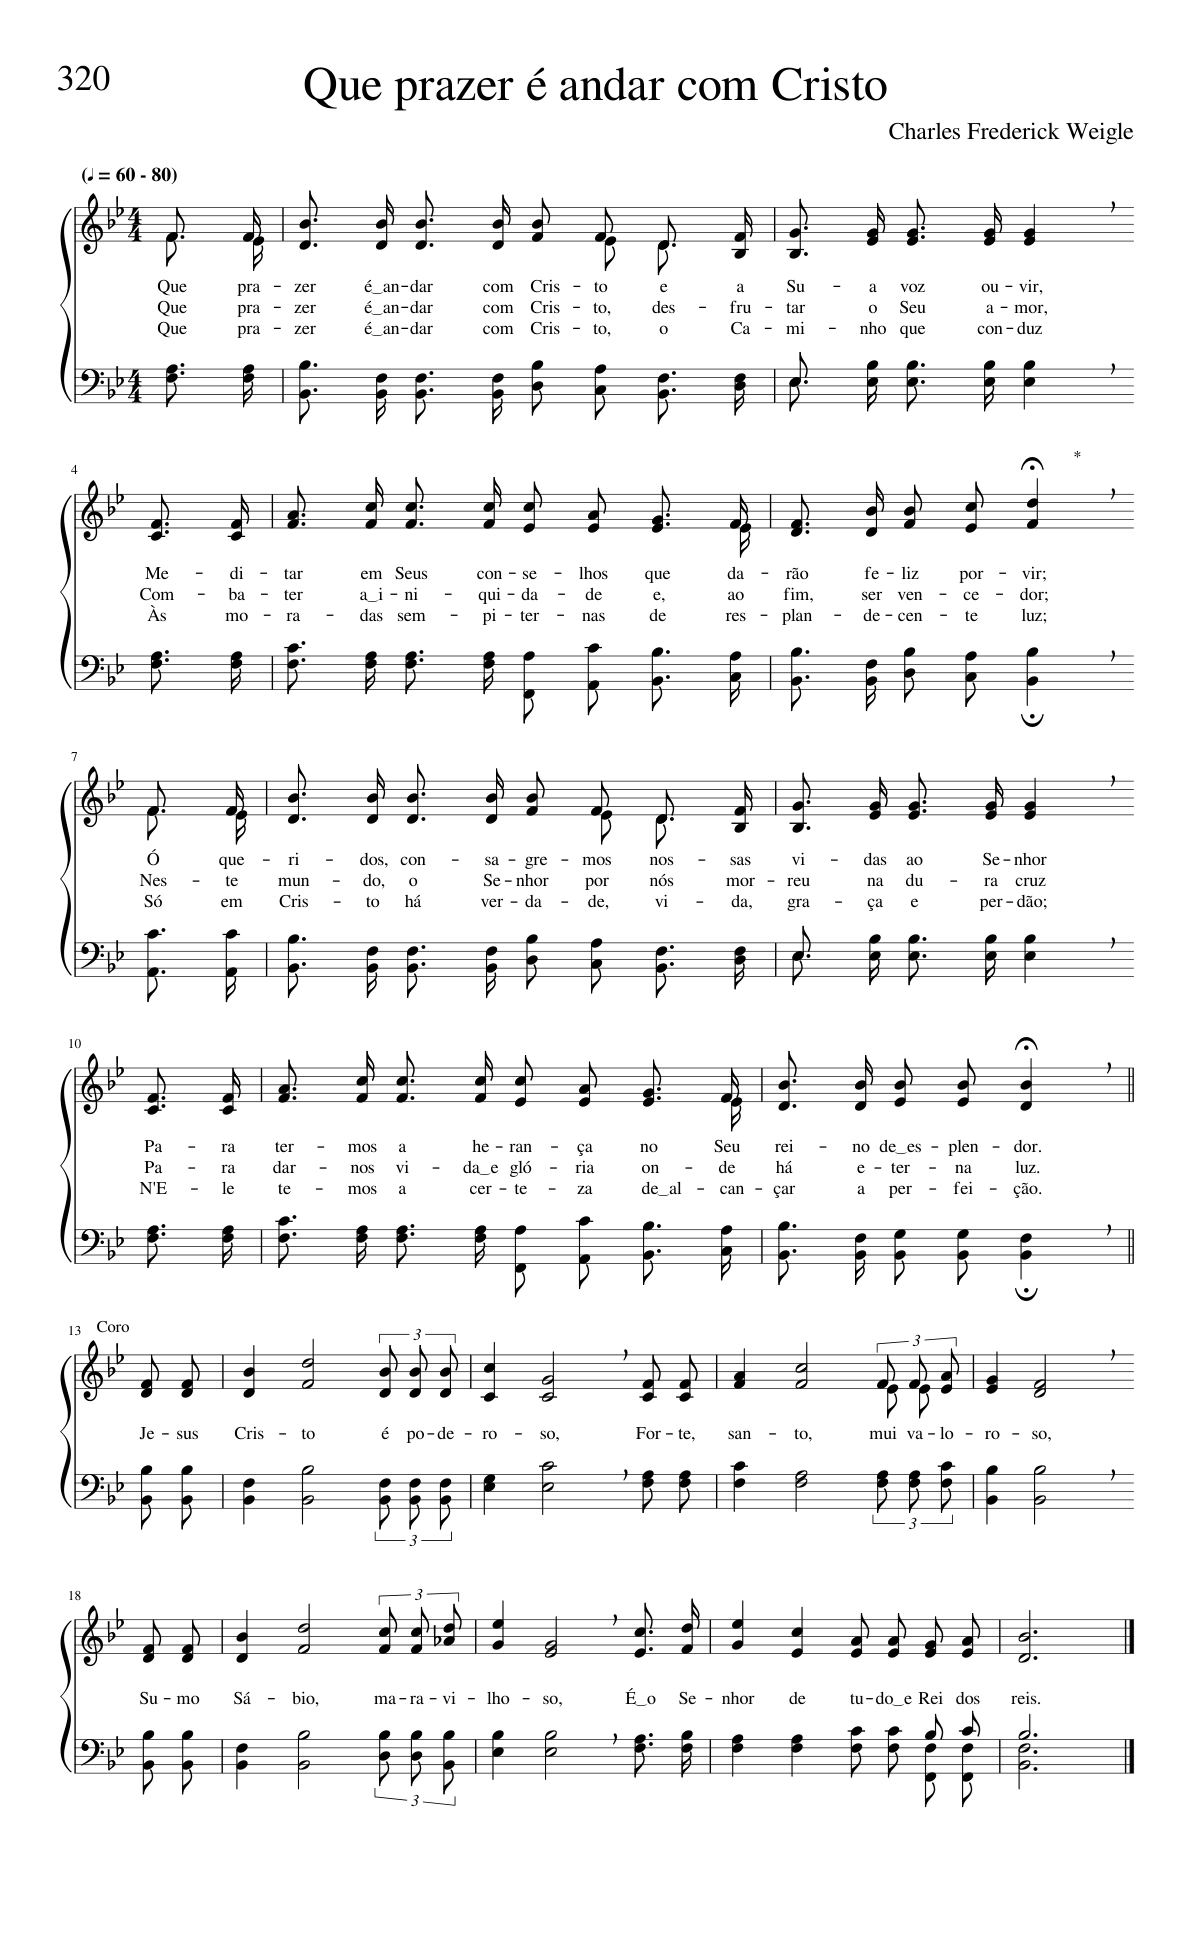 320
Que prazer é andar com Cristo
Charles Frederick Weigle
(♩ = 60 - 80)
Que pra - zer é‿an - dar com Cris - to e a Su - a voz ou - vir,
Que pra - zer é‿an - dar com Cris - to, des - fru - tar o Seu a - mor,
Que pra - zer é‿an - dar com Cris - to, o Ca - mi - nho que con - duz
4
*
Me - di - tar em Seus con - se - lhos que da - rão fe - liz por - vir;
Com - ba - ter a‿i - ni - qui - da - de e, ao fim, ser ven - ce - dor;
Às mo - ra - das sem - pi - ter - nas de res - plan - de - cen - te luz;
7
Ó que - ri - dos, con - sa - gre - mos nos - sas vi - das ao Se - nhor
Nes - te mun - do, o Se - nhor por nós mor - reu na du - ra cruz
Só em Cris - to há ver - da - de, vi - da, gra - ça e per - dão;
10
Pa - ra ter - mos a he - ran - ça no Seu rei - no de‿es - plen - dor.
Pa - ra dar - nos vi - da‿e gló - ria on - de há e - ter - na luz.
N'E - le te - mos a cer - te - za de‿al - can - çar a per - fei - ção.
13 Coro
3 3
Je - sus Cris - to é po - de - ro - so, For - te, san - to, mui va - lo - ro - so,
3 3
18
3
Su - mo Sá - bio, ma - ra - vi - lho - so, É‿o Se - nhor de tu - do‿e Rei dos reis.
3